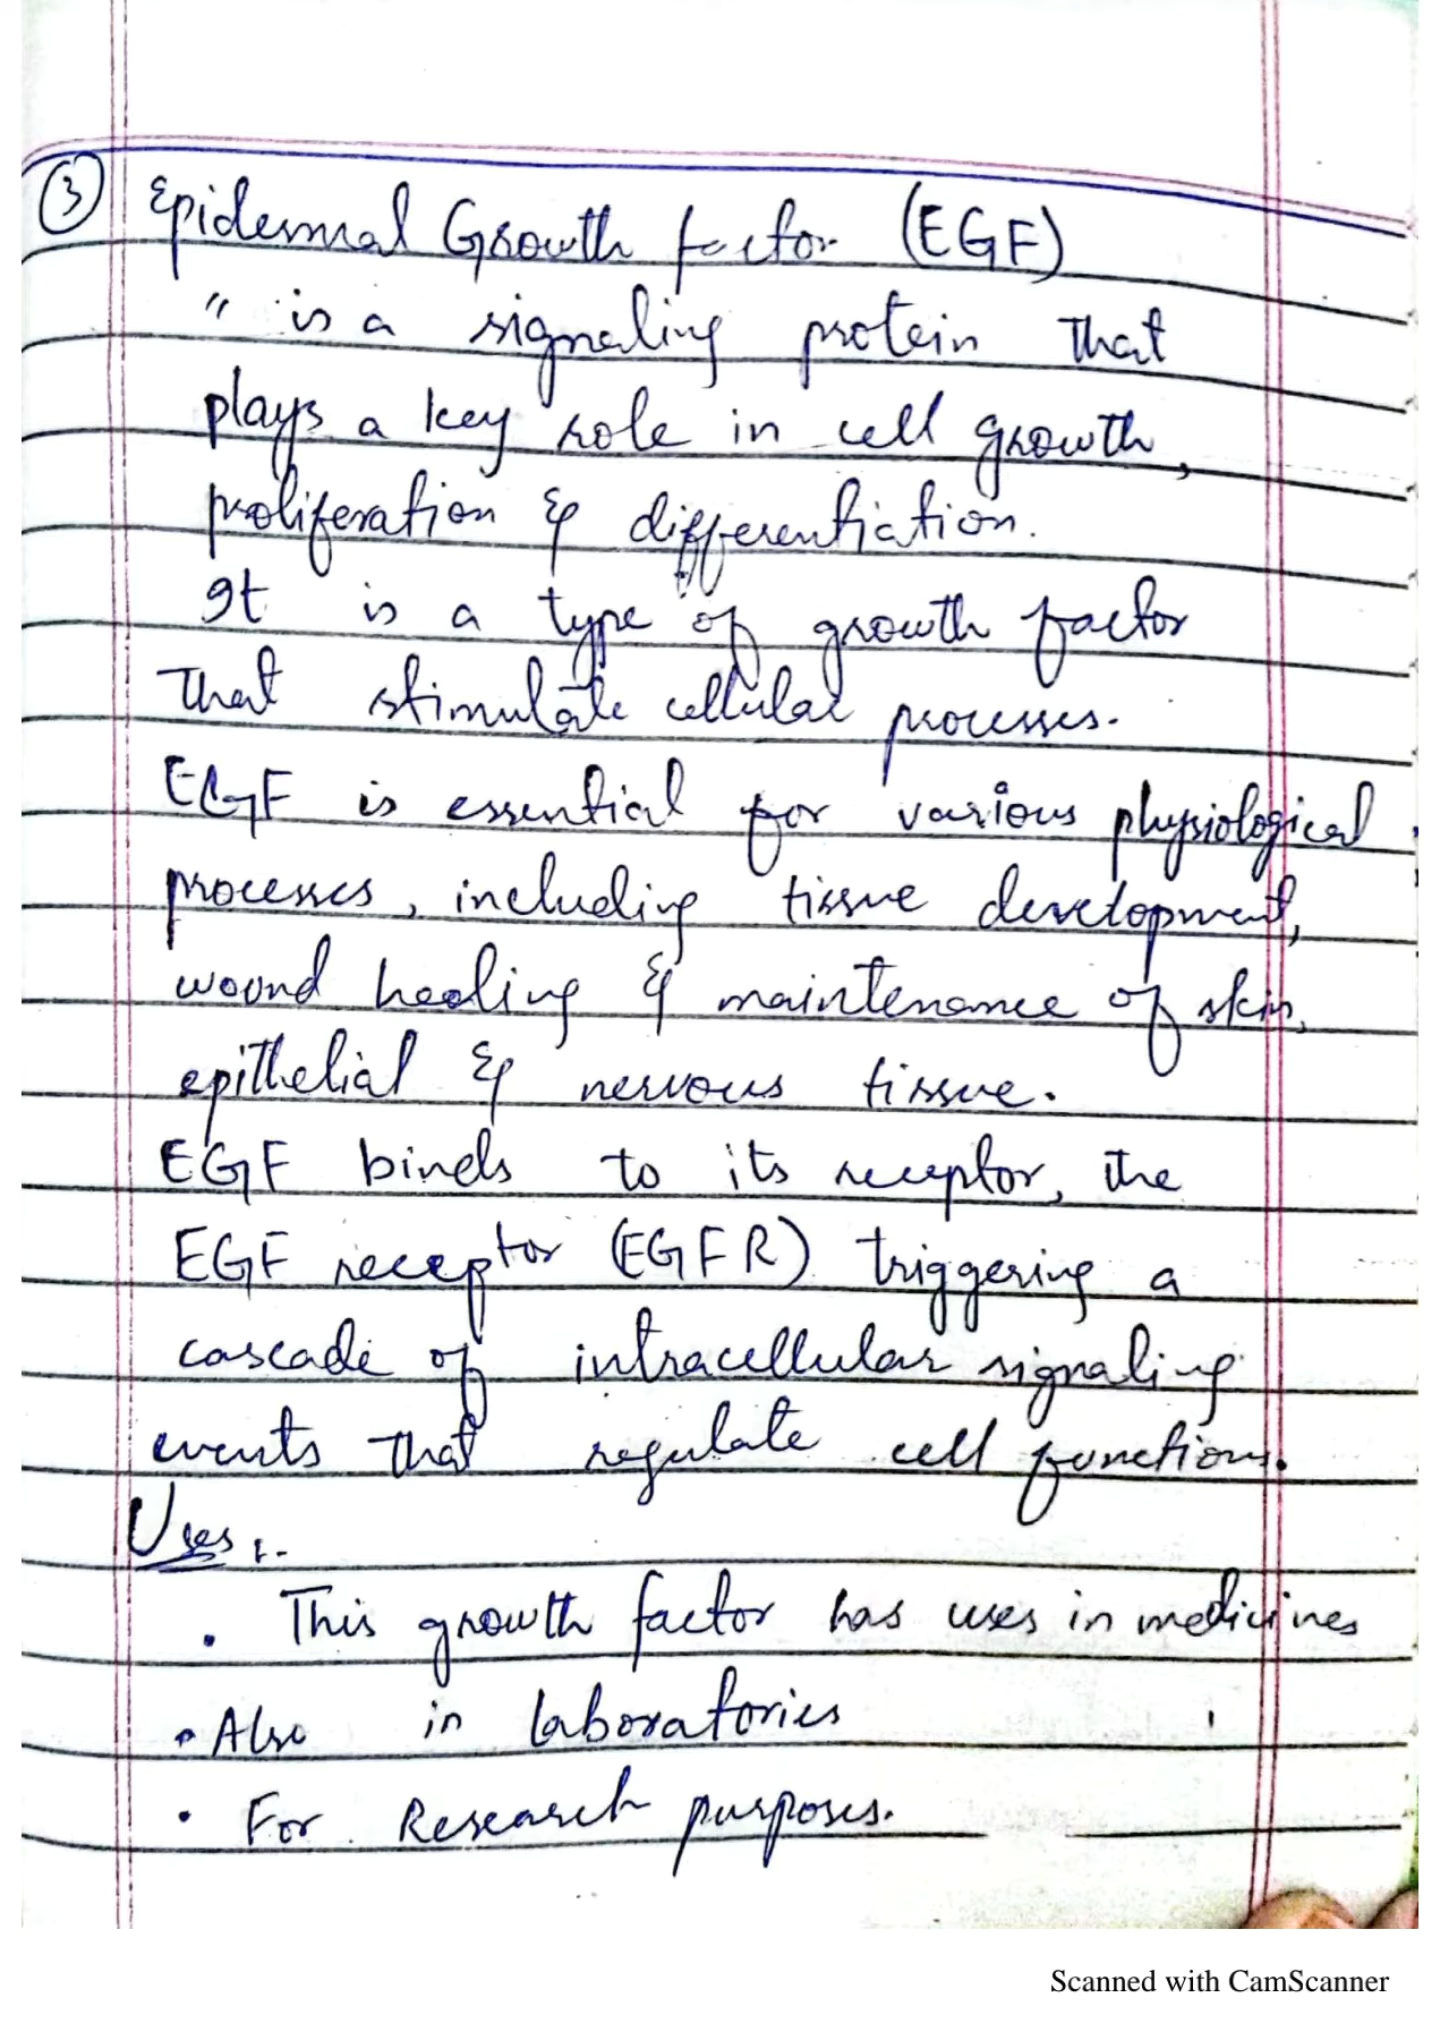 ③ Epidermal Growth factor (EGF)
" is a signaling protein that
plays a key role in cell growth,
proliferation & differentiation.
It is a type of growth factor
that stimulate cellular processes.
EGF is essential for various physiological
processes, including tissue development,
wound healing & maintenance of skin,
epithelial & nervous tissue.
EGF binds to its receptor, the
EGF receptor (EGFR) triggering a
cascade of intracellular signaling
events that regulate cell functions.
Uses :-
• This growth factor has uses in medicines
• Also in laboratories
• For Research purposes.
Scanned with CamScanner